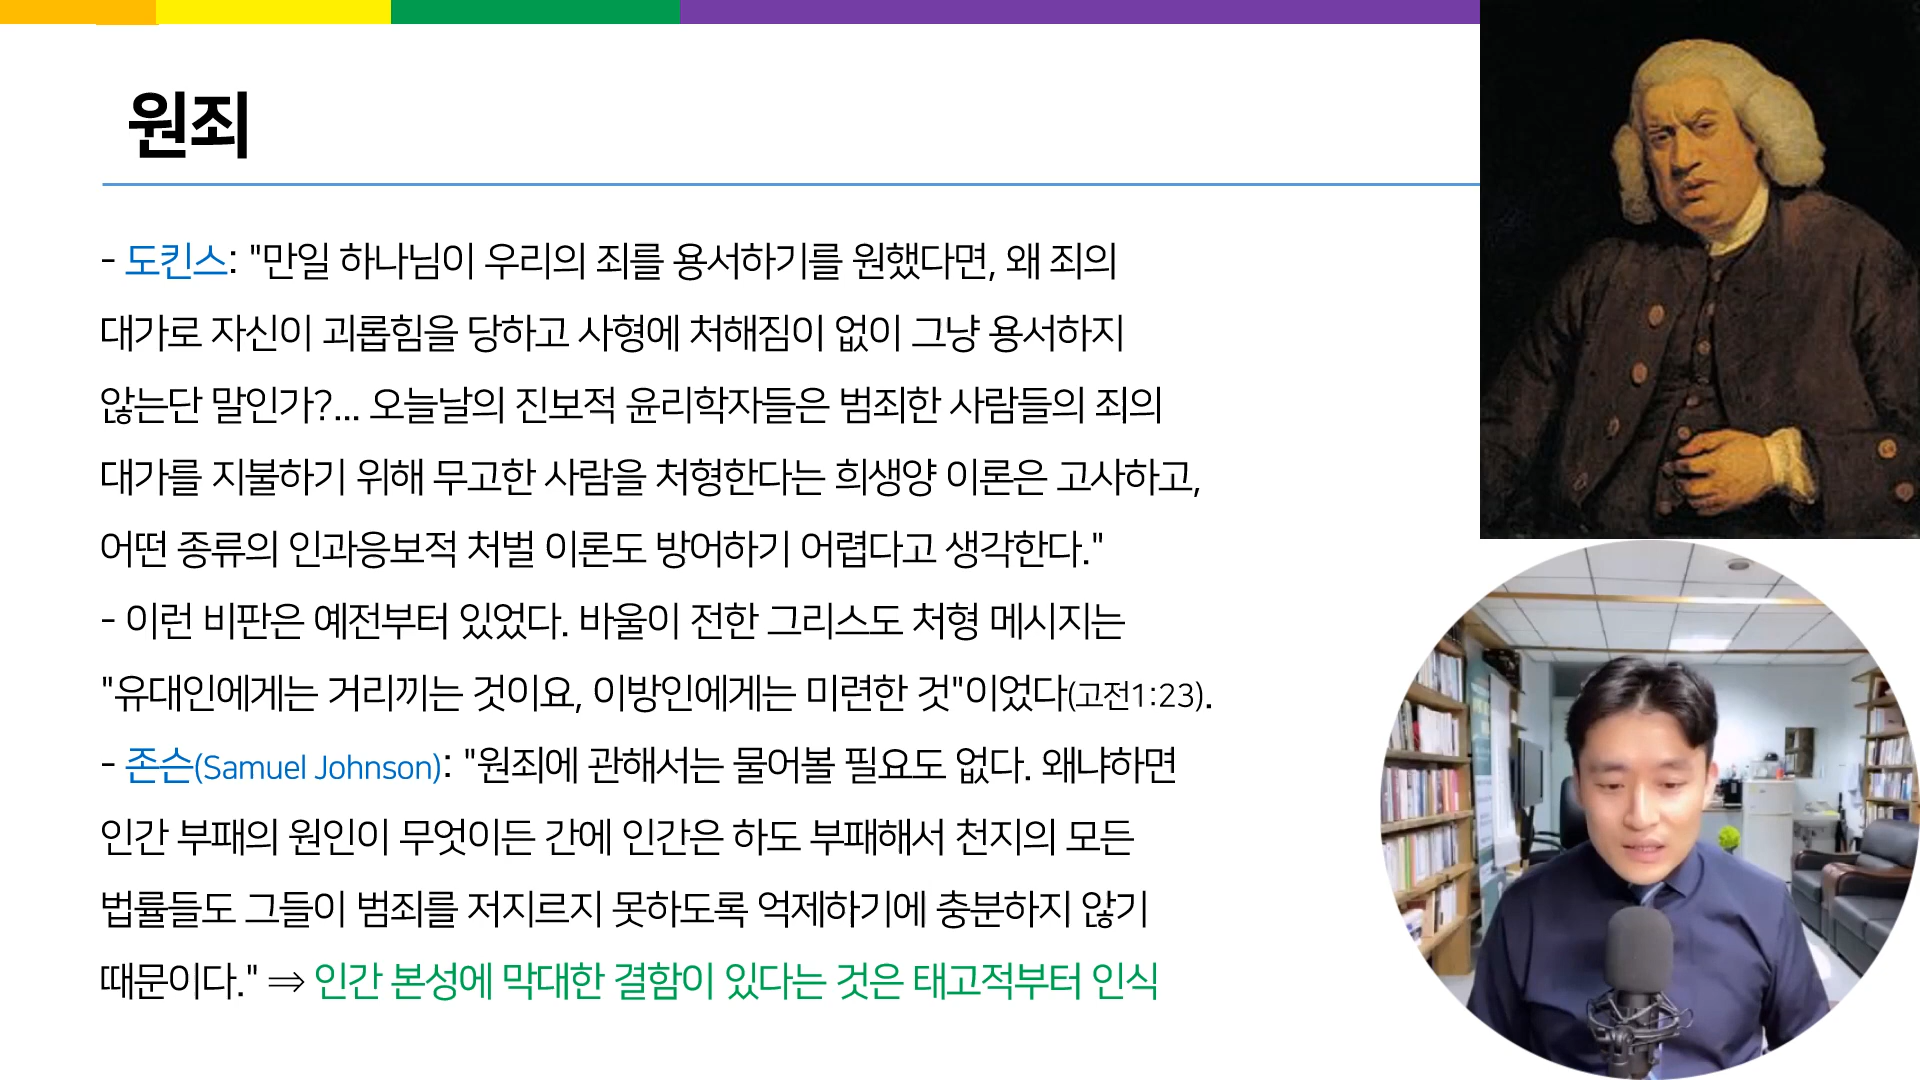 원죄
- 도킨스: "만일 하나님이 우리의 죄를 용서하기를 원했다면, 왜 죄의
대가로 자신이 괴롭힘을 당하고 사형에 처해짐이 없이 그냥 용서하지
않는단 말인가?... 오늘날의 진보적 윤리학자들은 범죄한 사람들의 죄의
대가를 지불하기 위해 무고한 사람을 처형한다는 희생양 이론은 고사하고,
어떤 종류의 인과응보적 처벌 이론도 방어하기 어렵다고 생각한다."
- 이런 비판은 예전부터 있었다. 바울이 전한 그리스도 처형 메시지는
"유대인에게는 거리끼는 것이요, 이방인에게는 미련한 것"이었다(고전1:23).
- 존슨(Samuel Johnson): "원죄에 관해서는 물어볼 필요도 없다. 왜냐하면
인간 부패의 원인이 무엇이든 간에 인간은 하도 부패해서 천지의 모든
법률들도 그들이 범죄를 저지르지 못하도록 억제하기에 충분하지 않기
때문이다." ⇒ 인간 본성에 막대한 결함이 있다는 것은 태고적부터 인식